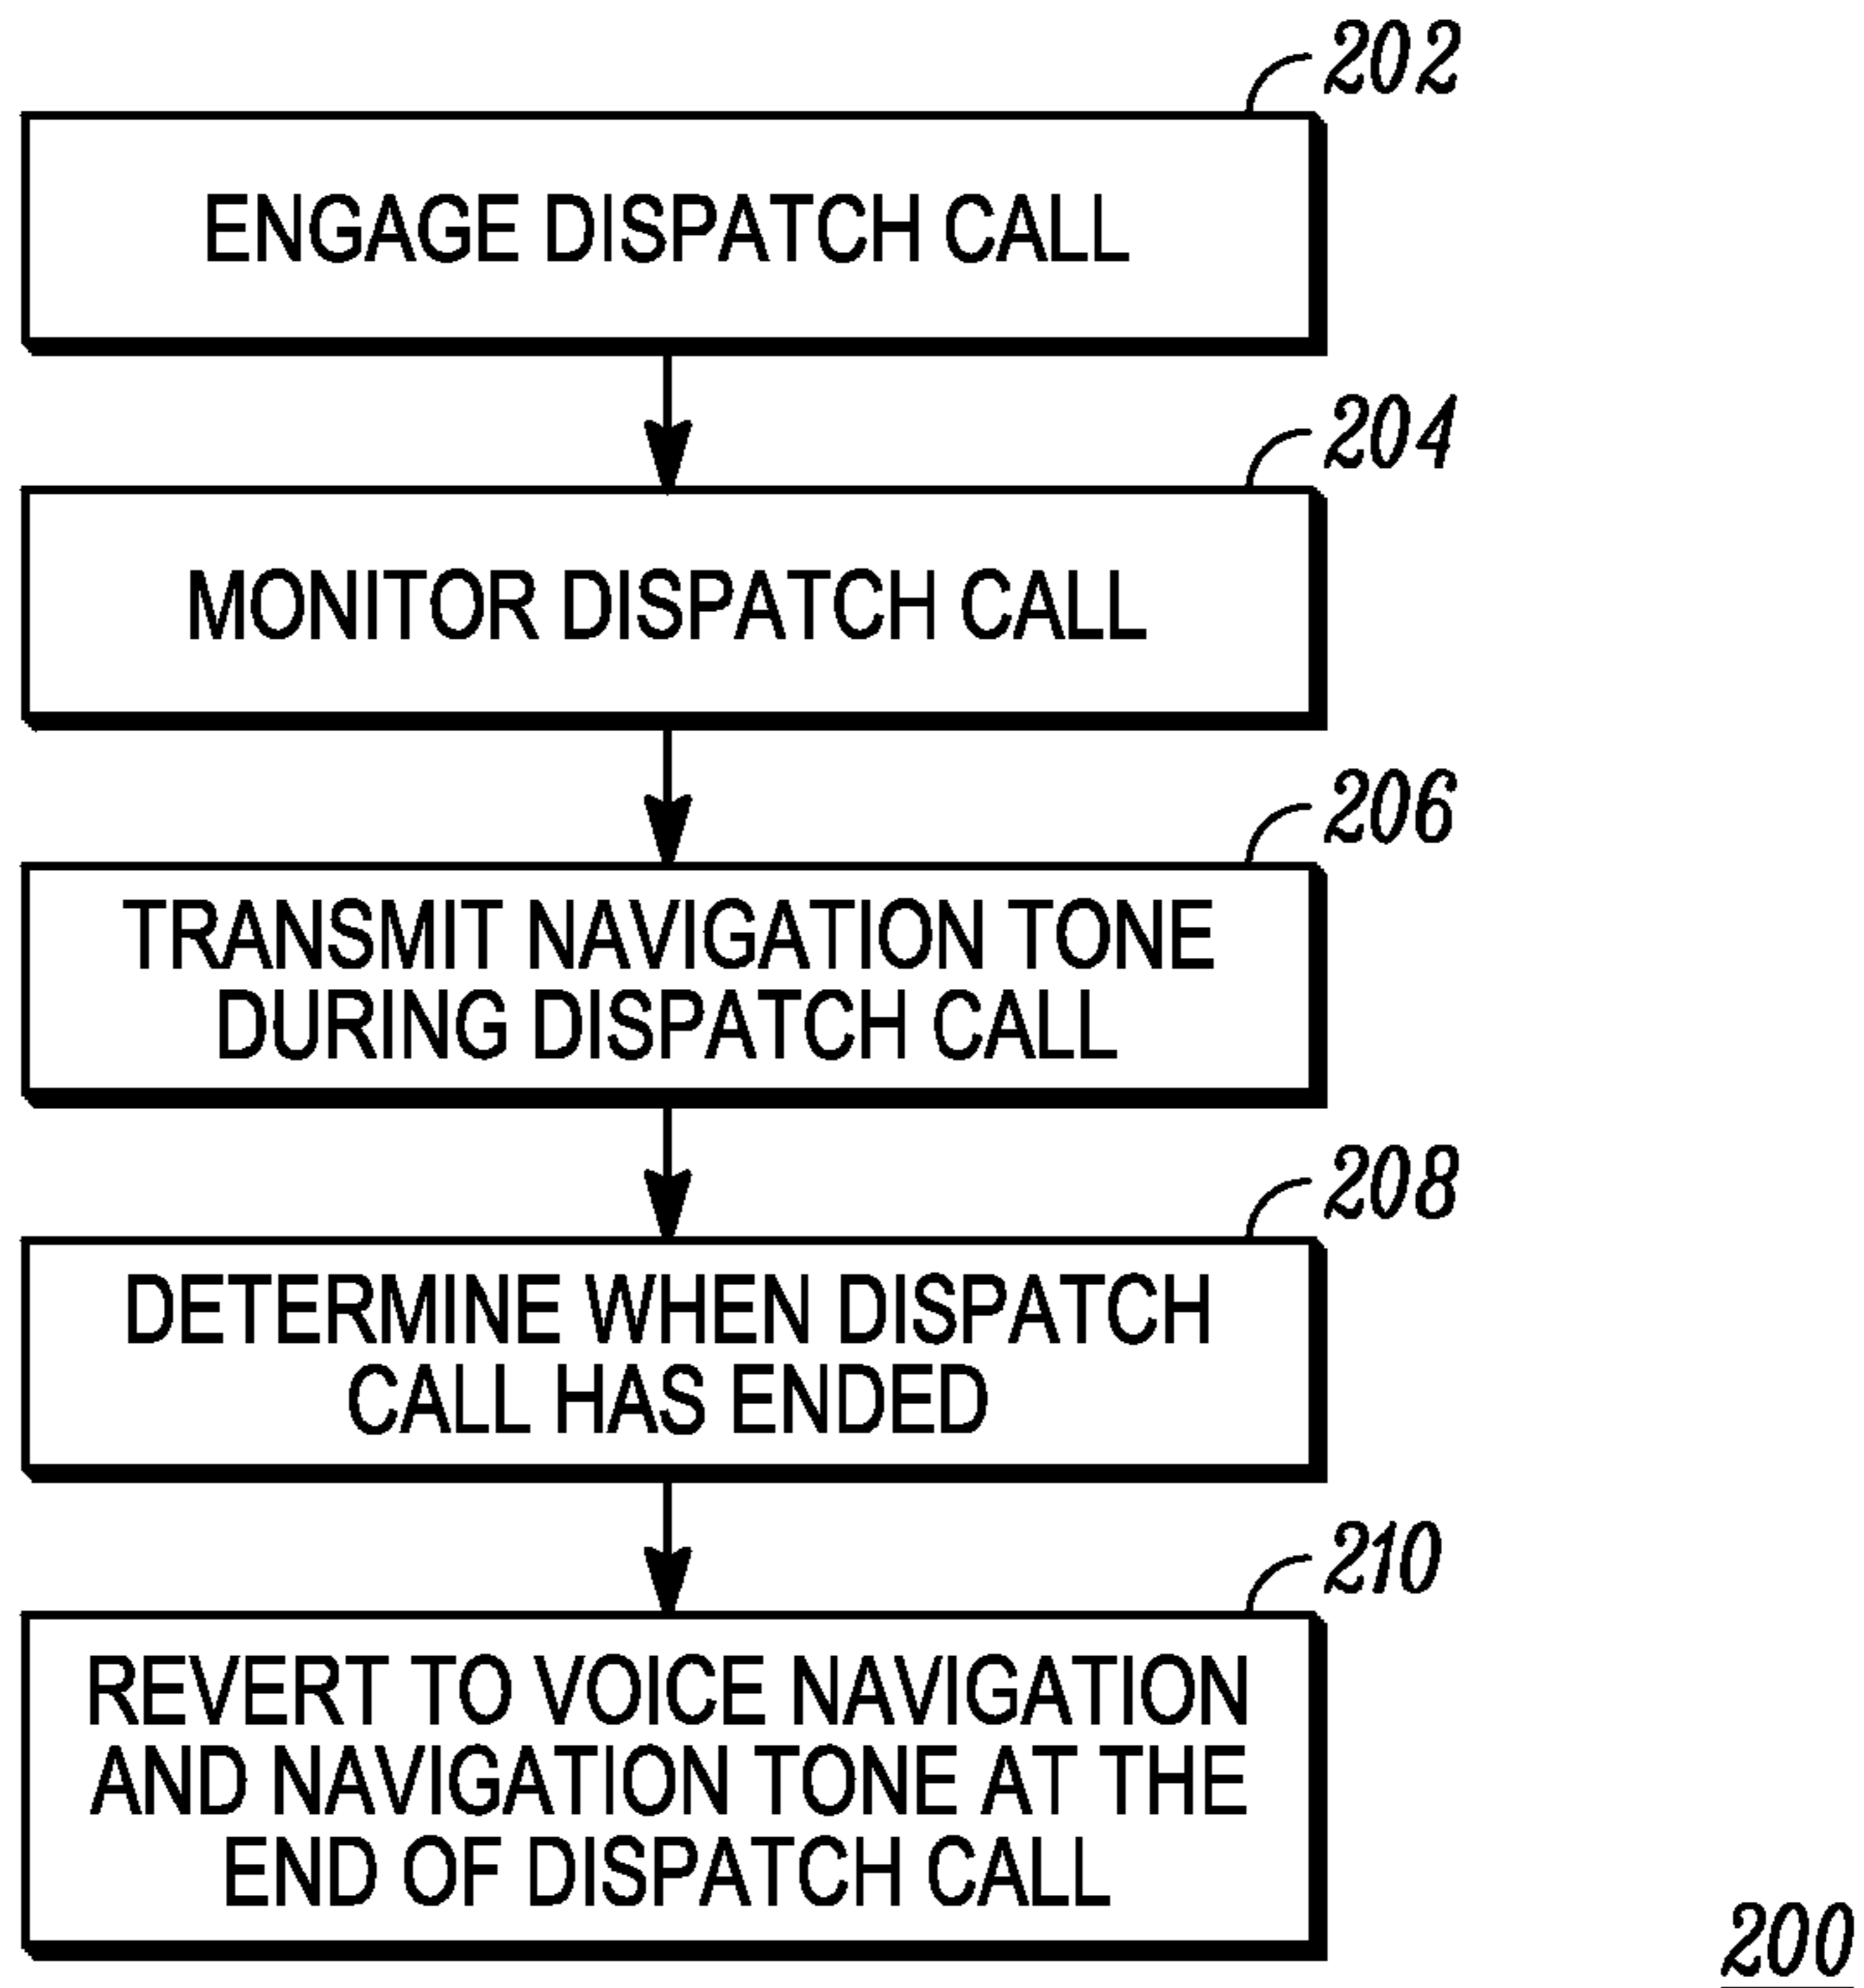 202
ENGAGE DISPATCH CALL
204
MONITOR DISPATCH CALL
206
TRANSMIT NAVIGATION TONE
DURING DISPATCH CALL
208
DETERMINE WHEN DISPATCH
CALL HAS ENDED
210
REVERT TO VOICE NAVIGATION
AND NAVIGATION TONE AT THE
END OF DISPATCH CALL
200